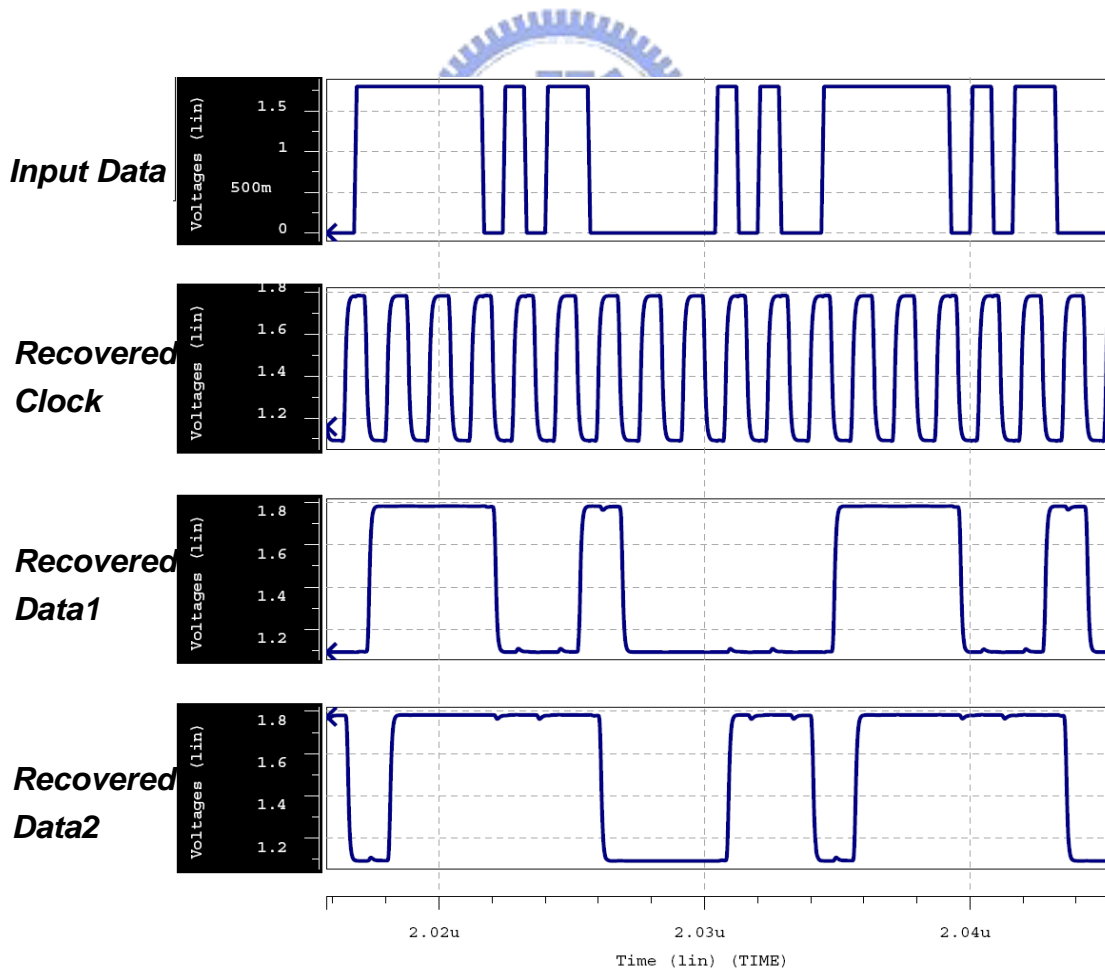 Input Data
Voltages (lin)
1.5
1
500m
0
Recovered
Clock
Voltages (lin)
1.8
1.6
1.4
1.2
Recovered
Data1
Voltages (lin)
1.8
1.6
1.4
1.2
Recovered
Data2
Voltages (lin)
1.8
1.6
1.4
1.2
2.02u
2.03u
2.04u
Time (lin) (TIME)